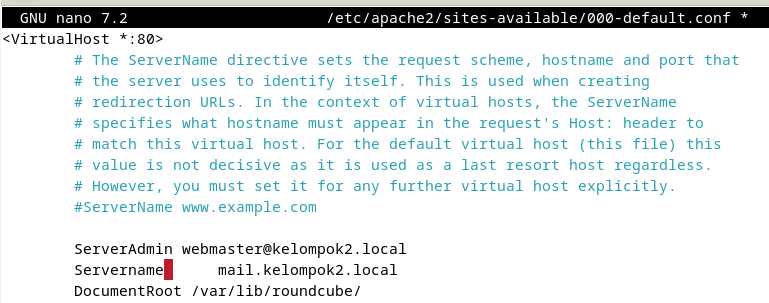 GNU nano 7.2 /etc/apache2/sites-available/000-default.conf *
<VirtualHost *:80>
# The ServerName directive sets the request scheme, hostname and port that
# the server uses to identify itself. This is used when creating
# redirection URLs. In the context of virtual hosts, the ServerName
# specifies what hostname must appear in the request's Host: header to
# match this virtual host. For the default virtual host (this file) this
# value is not decisive as it is used as a last resort host regardless.
# However, you must set it for any further virtual host explicitly.
#ServerName www.example.com
ServerAdmin webmaster@kelompok2.local
Servername mail.kelompok2.local
DocumentRoot /var/lib/roundcube/